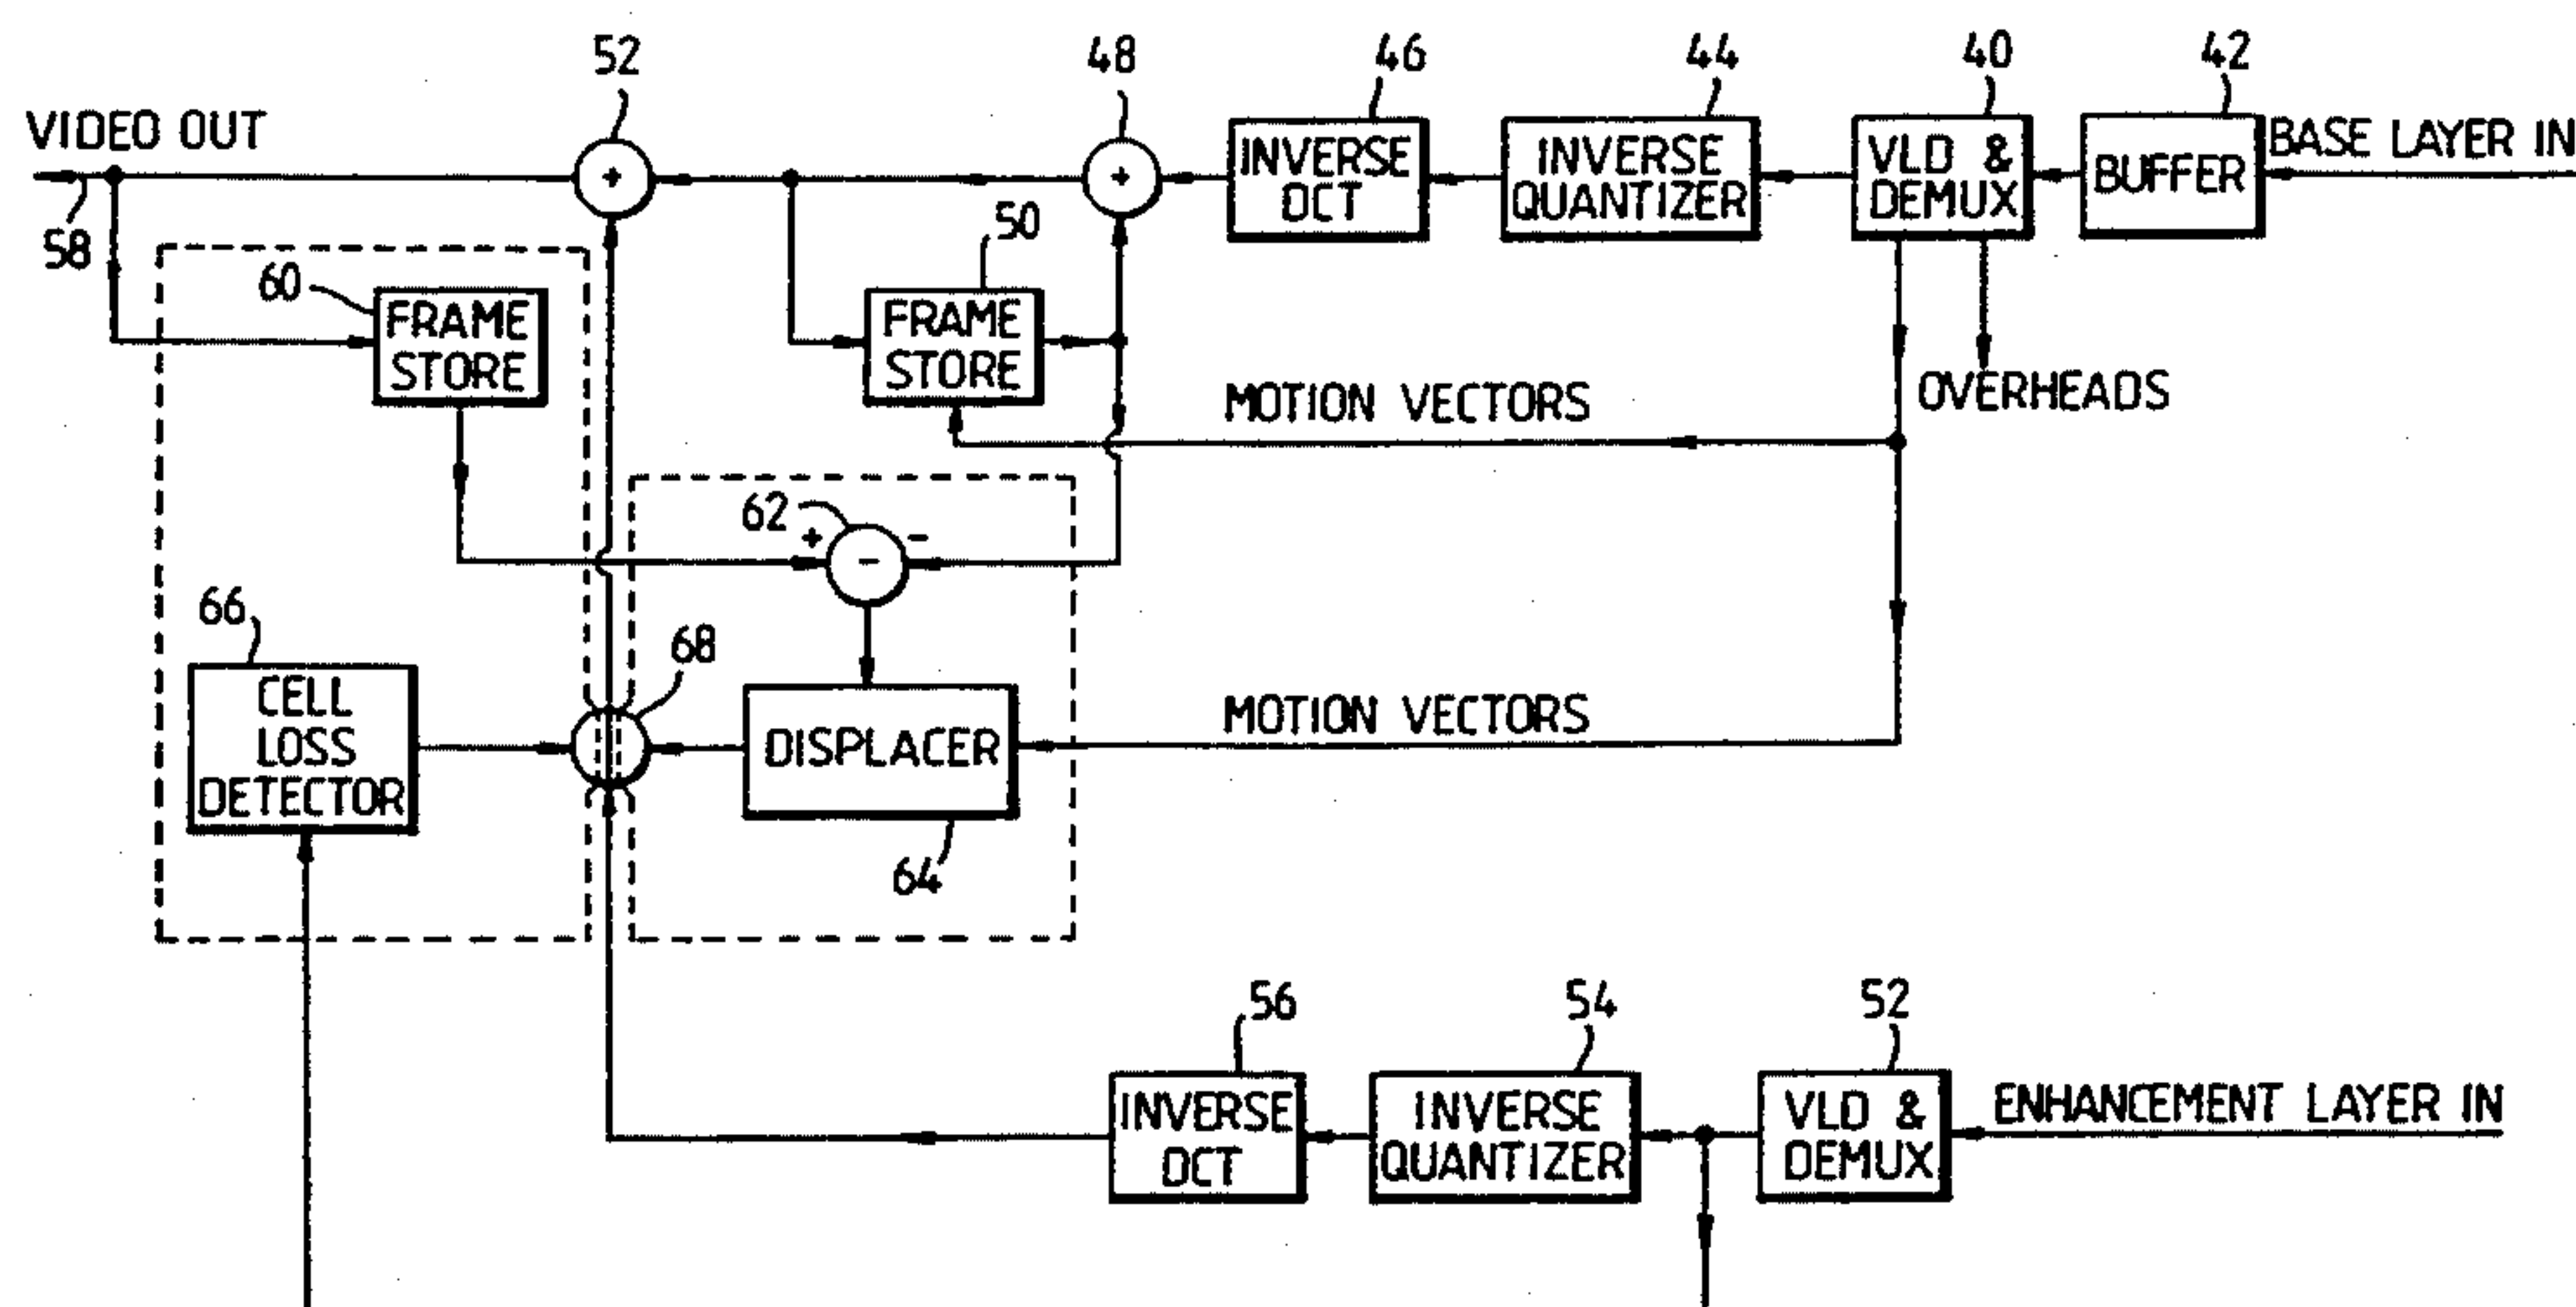 52
48
46
44
40
42
VIDEO OUT
+
+
INVERSE
DCT
INVERSE
QUANTIZER
VLD &
DEMUX
BUFFER
BASE LAYER IN
58
60
FRAME
STORE
50
FRAME
STORE
MOTION VECTORS
OVERHEADS
62
+
-
-
66
CELL
LOSS
DETECTOR
68
DISPLACER
MOTION VECTORS
64
56
54
52
INVERSE
DCT
INVERSE
QUANTIZER
VLD &
DEMUX
ENHANCEMENT LAYER IN